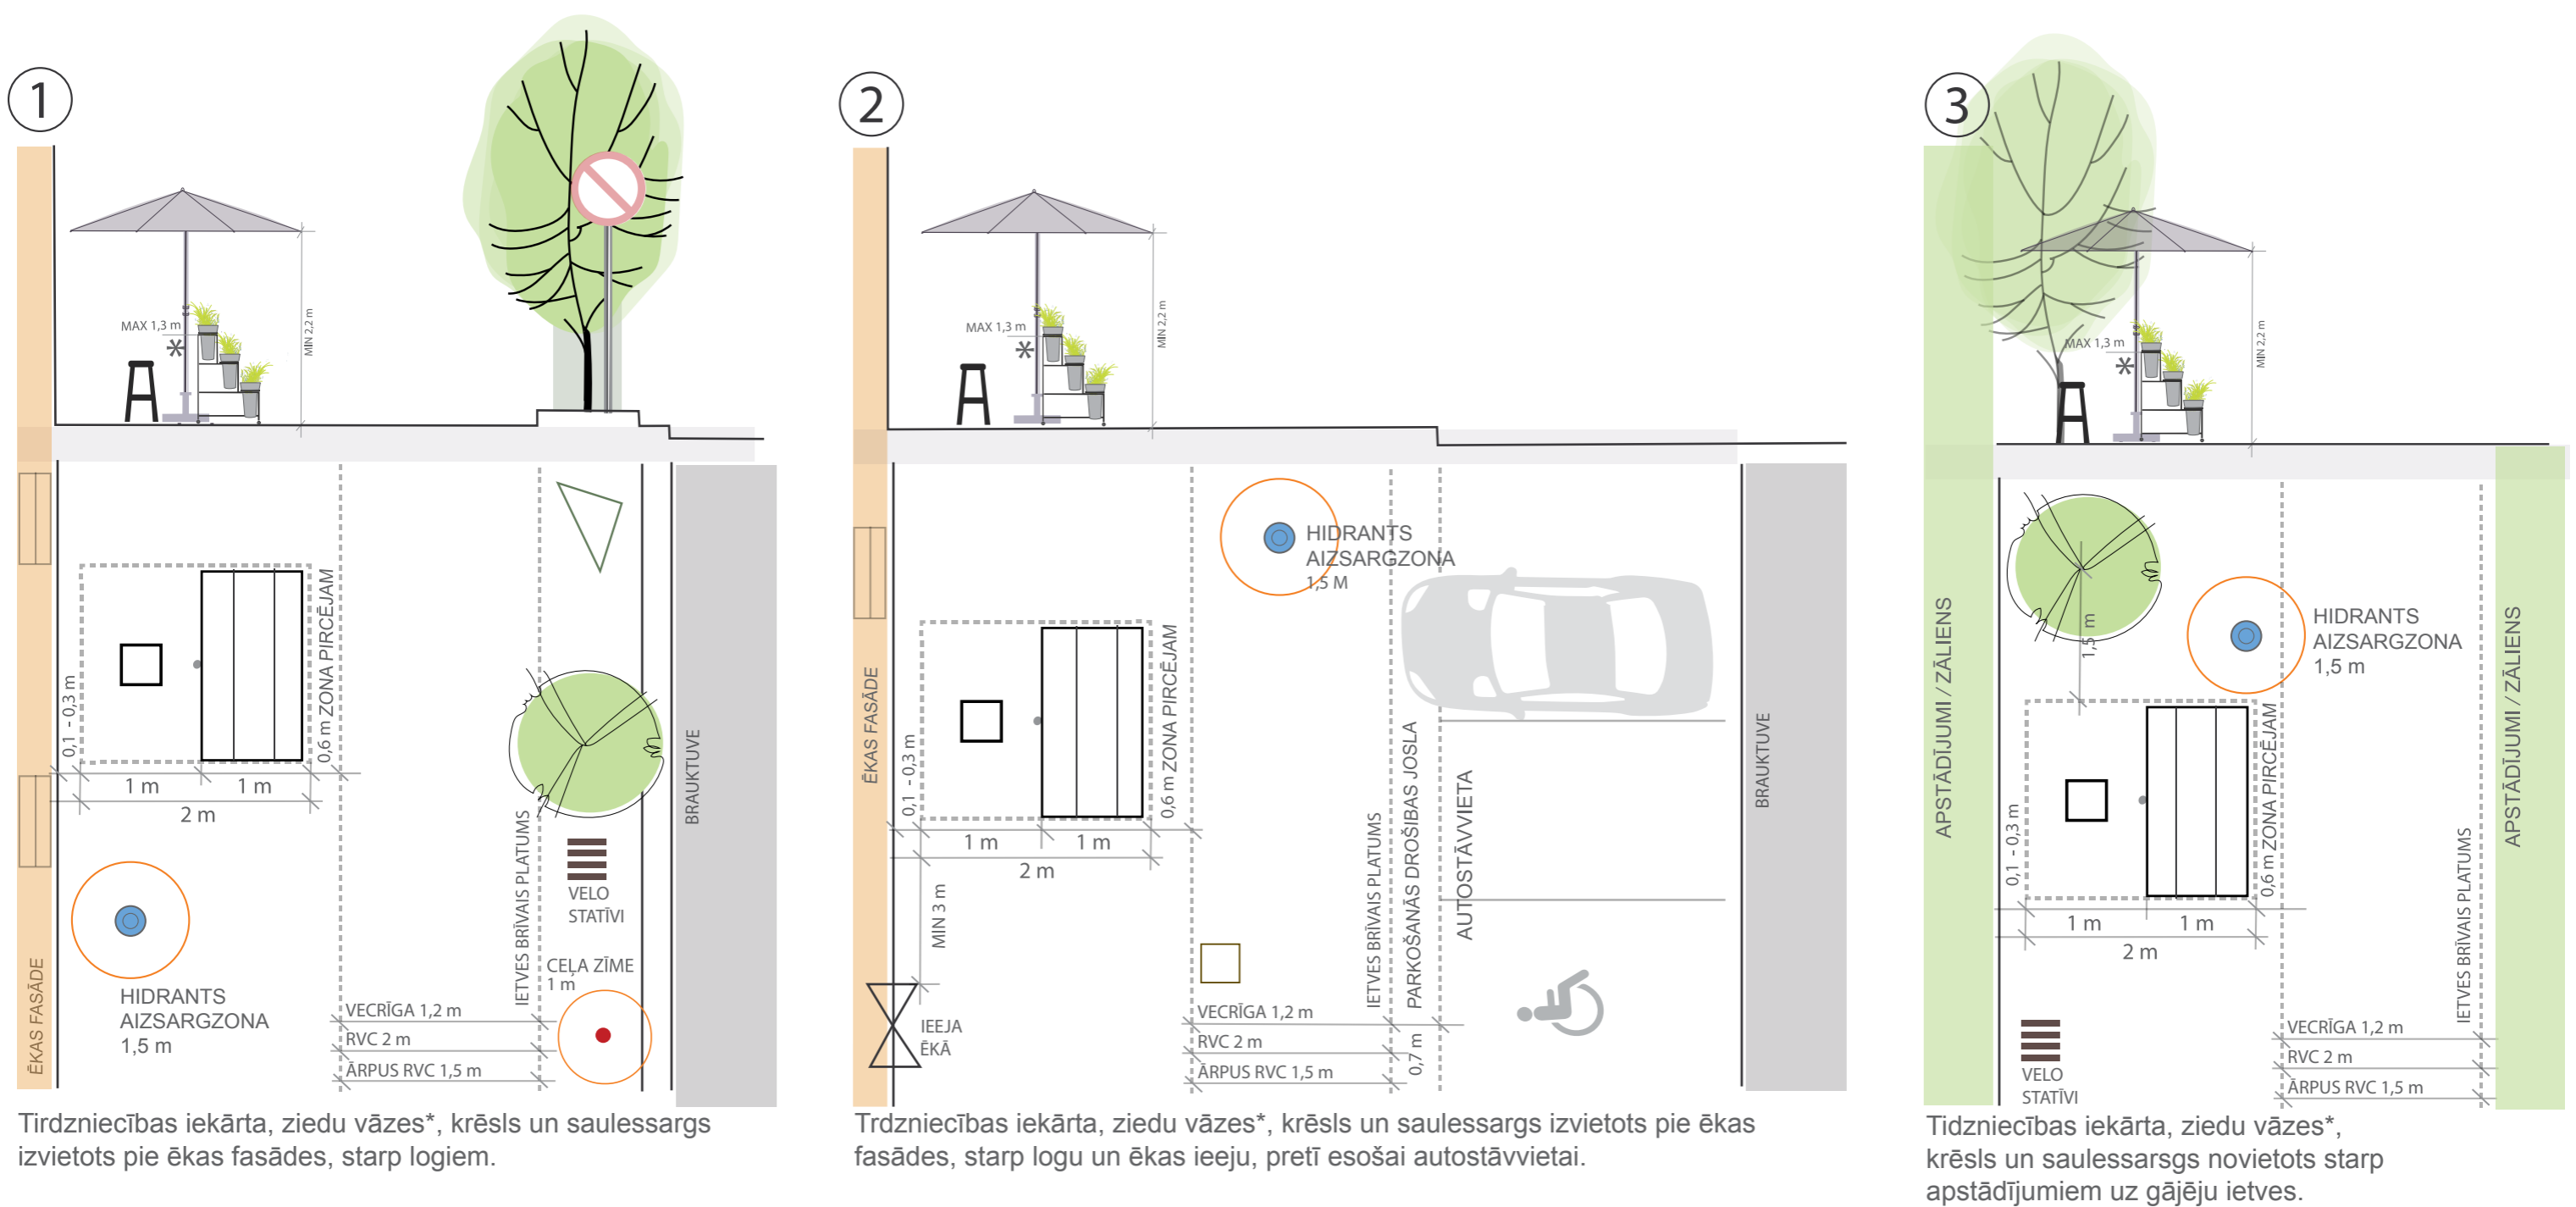 1
MAX 1,3 m
*
MIN 2,2 m
0,1 - 0,3 m
0,6 m ZONA PIRCĒJAM
1 m
1 m
2 m
HIDRANTS
AIZSARGZONA
1,5 m
ĒKAS FASĀDE
IETVES BRĪVAIS PLATUMS
VELO
STATĪVI
CEĻA ZĪME
1 m
VECRĪGA 1,2 m
RVC 2 m
ĀRPUS RVC 1,5 m
BRAUKTUVE
Tirdzniecības iekārta, ziedu vāzes*, krēsls un saulessargs
izvietots pie ēkas fasādes, starp logiem.
2
MAX 1,3 m
*
MIN 2,2 m
HIDRANTS
AIZSARGZONA
1,5 M
ĒKAS FASĀDE
0,1 - 0,3 m
0,6 m ZONA PIRCĒJAM
1 m
1 m
2 m
MIN 3 m
IEEJA
ĒKĀ
IETVES BRĪVAIS PLATUMS
PARKOŠANĀS DROŠIBAS JOSLA
AUTOSTĀVVIETA
VECRĪGA 1,2 m
RVC 2 m
ĀRPUS RVC 1,5 m
0,7 m
BRAUKTUVE
Trdzniecības iekārta, ziedu vāzes*, krēsls un saulessargs izvietots pie ēkas
fasādes, starp logu un ēkas ieeju, pretī esošai autostāvvietai.
3
MAX 1,3 m
*
MIN 2,2 m
APSTĀDĪJUMI / ZĀLIENS
1,5 m
HIDRANTS
AIZSARGZONA
1,5 m
0,1 - 0,3 m
0,6 m ZONA PIRCĒJAM
1 m
1 m
2 m
IETVES BRĪVAIS PLATUMS
APSTĀDĪJUMI / ZĀLIENS
VELO
STATĪVI
VECRĪGA 1,2 m
RVC 2 m
ĀRPUS RVC 1,5 m
Tidzniecības iekārta, ziedu vāzes*,
krēsls un saulessarsgs novietots starp
apstādījumiem uz gājēju ietves.